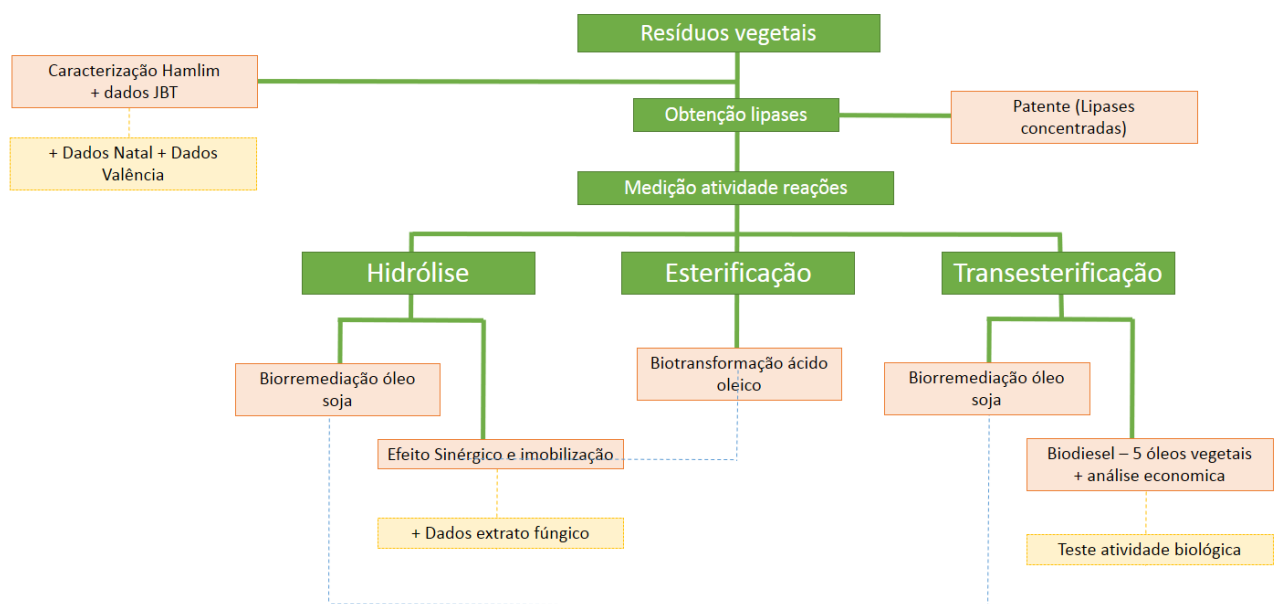 Resíduos vegetais
Caracterização Hamlim
+ dados JBT
Obtenção lipases
Patente (Lipases
concentradas)
+ Dados Natal + Dados
Valência
Medição atividade reações
Hidrólise
Esterificação
Transesterificação
Biorremediação óleo
soja
Biotransformação ácido
oleico
Biorremediação óleo
soja
Efeito Sinérgico e imobilização
Biodiesel – 5 óleos vegetais
+ análise economica
+ Dados extrato fúngico
Teste atividade biológica